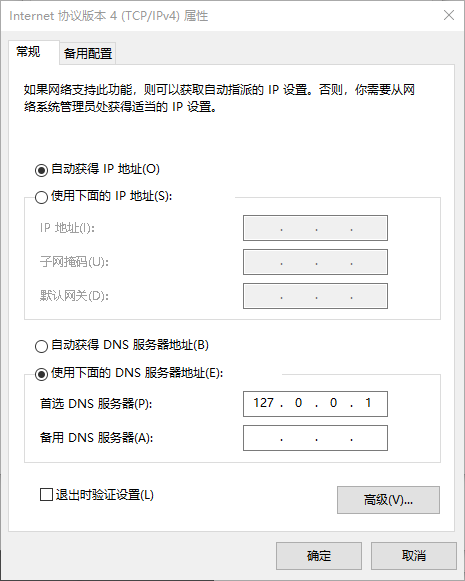 Internet 协议版本 4 (TCP/IPv4) 属性
常规 备用配置
如果网络支持此功能，则可以获取自动指派的 IP 设置。否则，你需要从网
络系统管理员处获得适当的 IP 设置。
自动获得 IP 地址(O)
使用下面的 IP 地址(S):
IP 地址(I): . . .
子网掩码(U): . . .
默认网关(D): . . .
自动获得 DNS 服务器地址(B)
使用下面的 DNS 服务器地址(E):
首选 DNS 服务器(P): 127 . 0 . 0 . 1
备用 DNS 服务器(A): . . .
退出时验证设置(L)
高级(V)...
确定 取消